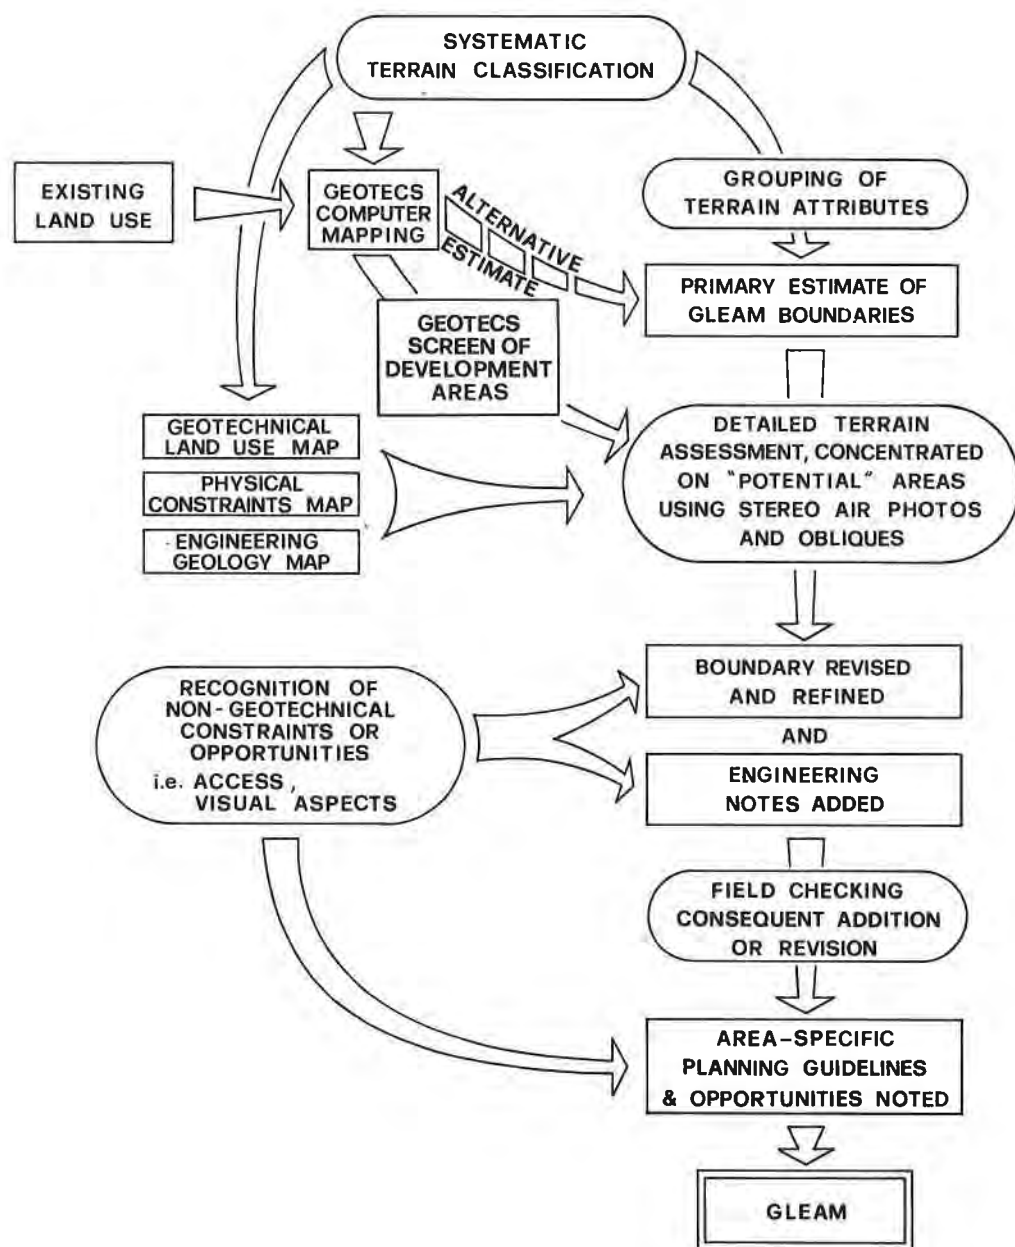 SYSTEMATIC
TERRAIN CLASSIFICATION
EXISTING
LAND USE
GEOTECS
COMPUTER
MAPPING
ALTERNATIVE
ESTIMATE
GROUPING OF
TERRAIN ATTRIBUTES
PRIMARY ESTIMATE OF
GLEAM BOUNDARIES
GEOTECS
SCREEN OF
DEVELOPMENT
AREAS
GEOTECHNICAL
LAND USE MAP
PHYSICAL
CONSTRAINTS MAP
ENGINEERING
GEOLOGY MAP
DETAILED TERRAIN
ASSESSMENT, CONCENTRATED
ON "POTENTIAL" AREAS
USING STEREO AIR PHOTOS
AND OBLIQUES
RECOGNITION OF
NON-GEOTECHNICAL
CONSTRAINTS OR
OPPORTUNITIES
i.e. ACCESS,
VISUAL ASPECTS
BOUNDARY REVISED
AND REFINED
AND
ENGINEERING
NOTES ADDED
FIELD CHECKING
CONSEQUENT ADDITION
OR REVISION
AREA-SPECIFIC
PLANNING GUIDELINES
& OPPORTUNITIES NOTED
GLEAM